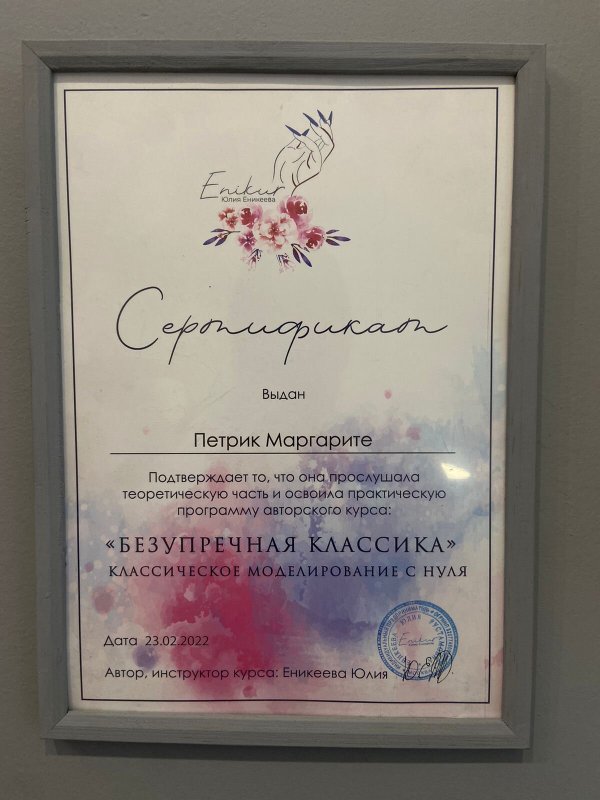 Enikur
Юлия Еникеева
Сертификат
Выдан
Петрик Маргарите
Подтверждает то, что она прослушала
теоретическую часть и освоила практическую
программу авторского курса:
«БЕЗУПРЕЧНАЯ КЛАССИКА»
КЛАССИЧЕСКОЕ МОДЕЛИРОВАНИЕ С НУЛЯ
Дата 23.02.2022
Автор, инструктор курса: Еникеева Юлия
Enikur